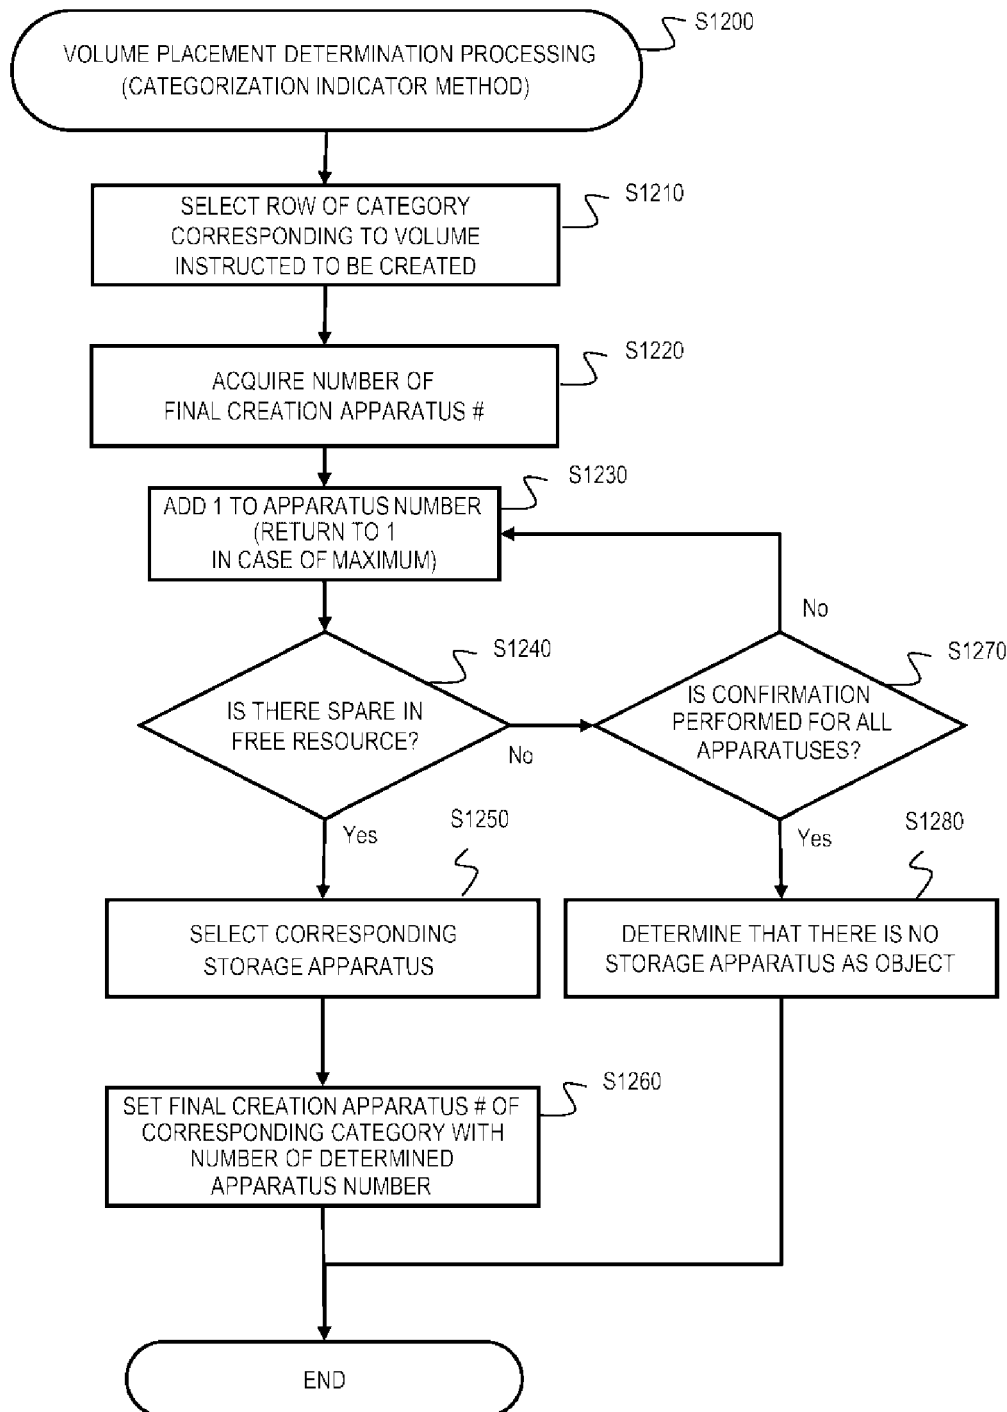 S1200
VOLUME PLACEMENT DETERMINATION PROCESSING
(CATEGORIZATION INDICATOR METHOD)
S1210
SELECT ROW OF CATEGORY
CORRESPONDING TO VOLUME
INSTRUCTED TO BE CREATED
S1220
ACQUIRE NUMBER OF
FINAL CREATION APPARATUS #
S1230
ADD 1 TO APPARATUS NUMBER
(RETURN TO 1
IN CASE OF MAXIMUM)
No
S1240
IS THERE SPARE IN
FREE RESOURCE?
No
Yes
S1270
IS CONFIRMATION
PERFORMED FOR ALL
APPARATUSES?
Yes
S1250
SELECT CORRESPONDING
STORAGE APPARATUS
S1280
DETERMINE THAT THERE IS NO
STORAGE APPARATUS AS OBJECT
S1260
SET FINAL CREATION APPARATUS # OF
CORRESPONDING CATEGORY WITH
NUMBER OF DETERMINED
APPARATUS NUMBER
END